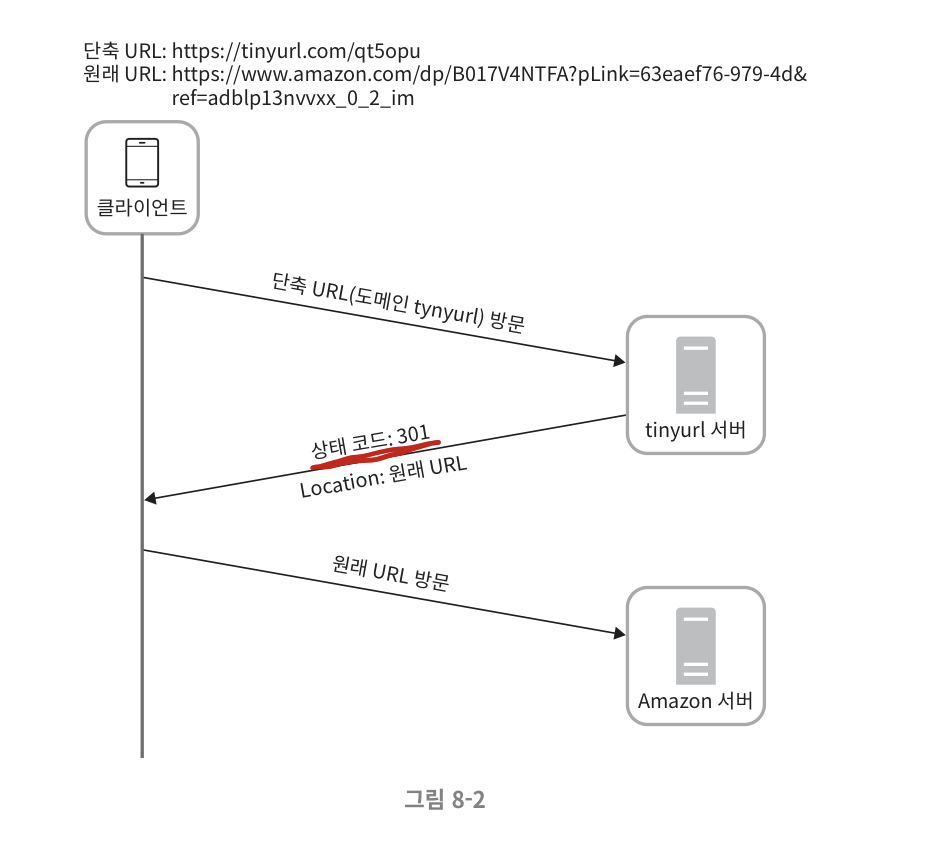 단축 URL: https://tinyurl.com/qt5opu
원래 URL: https://www.amazon.com/dp/B017V4NTFA?pLink=63eaef76-979-4d&
ref=adblp13nvvxx_0_2_im
클라이언트
단축 URL(도메인 tynyurl) 방문
tinyurl 서버
상태 코드: 301
Location: 원래 URL
원래 URL 방문
Amazon 서버
그림 8-2